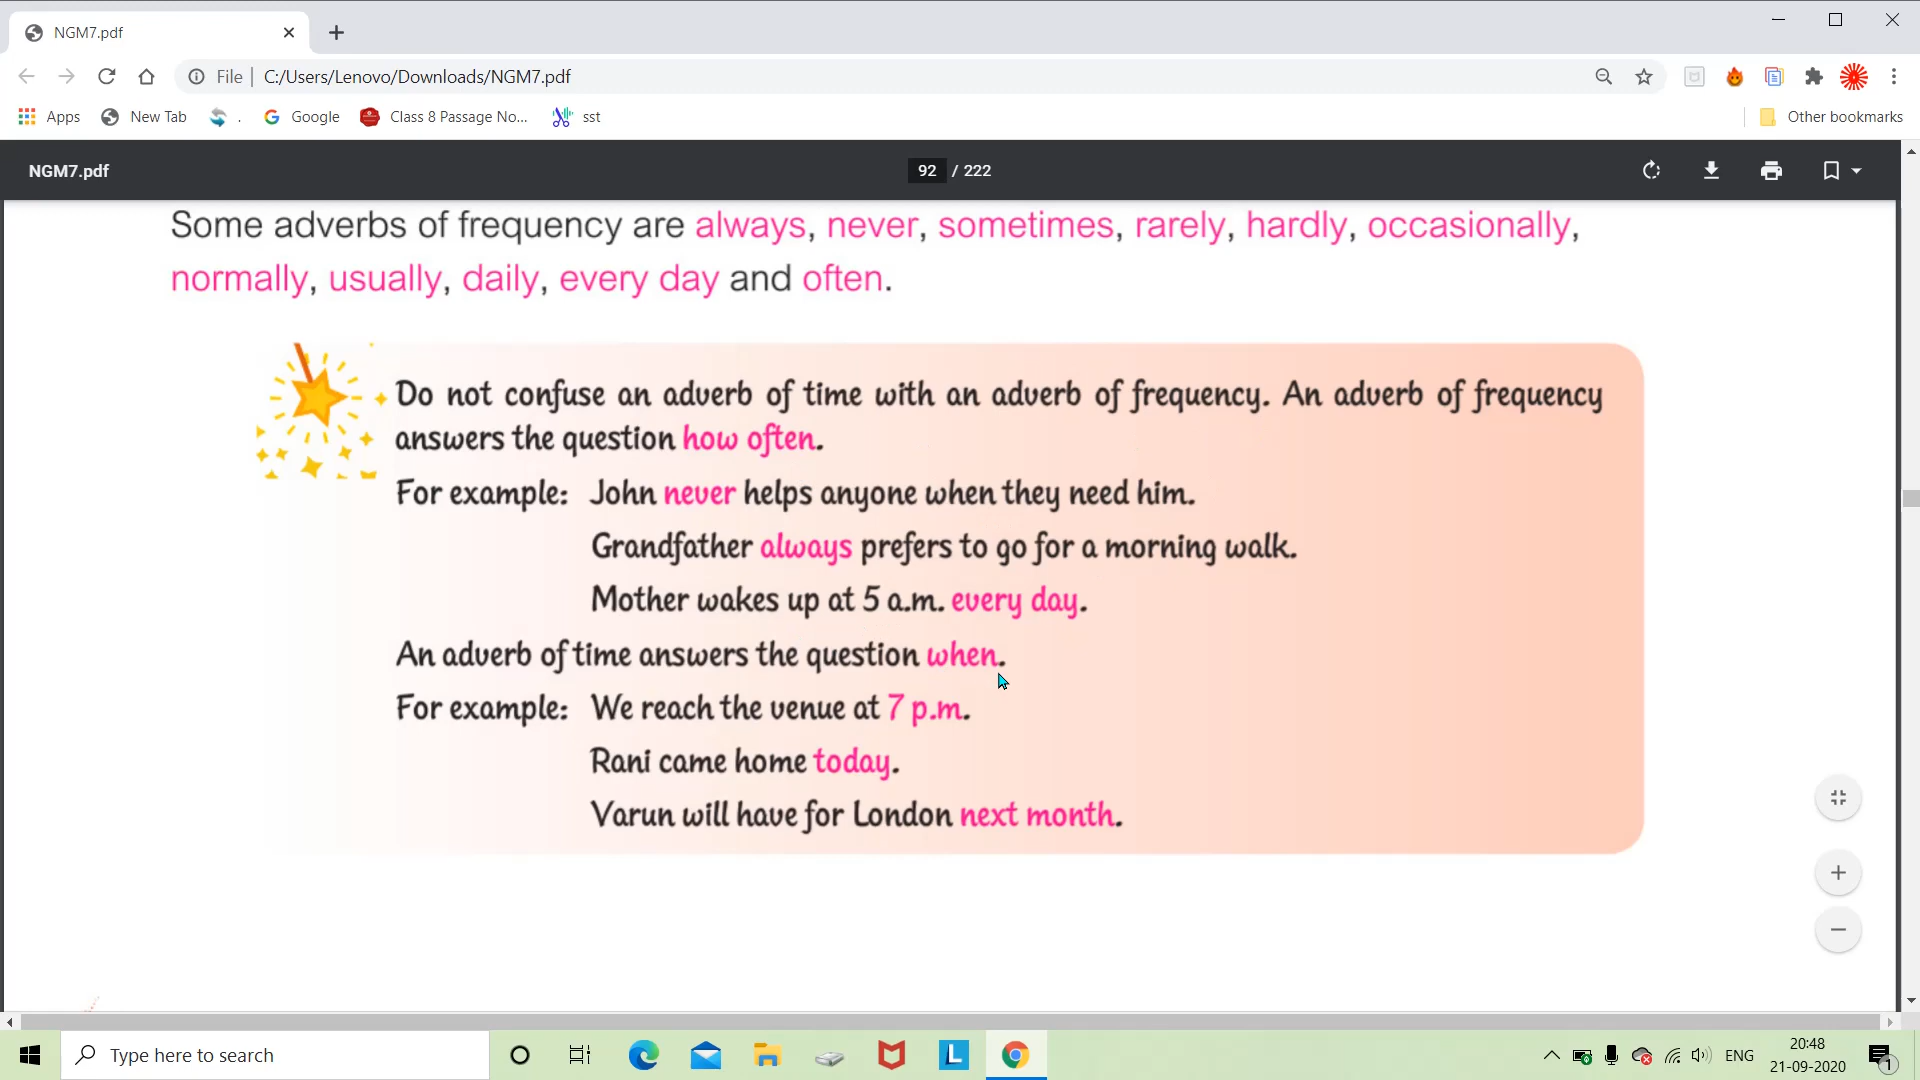 NGM7.pdf
File | C:/Users/Lenovo/Downloads/NGM7.pdf
Apps New Tab . Google Class 8 Passage No... sst Other bookmarks
NGM7.pdf 92 / 222
Some adverbs of frequency are always, never, sometimes, rarely, hardly, occasionally,
normally, usually, daily, every day and often.
Do not confuse an adverb of time with an adverb of frequency. An adverb of frequency
answers the question how often.
For example: John never helps anyone when they need him.
Grandfather always prefers to go for a morning walk.
Mother wakes up at 5 a.m. every day.
An adverb of time answers the question when.
For example: We reach the venue at 7 p.m.
Rani came home today.
Varun will have for London next month.
Type here to search L ENG 20:48
21-09-2020 1